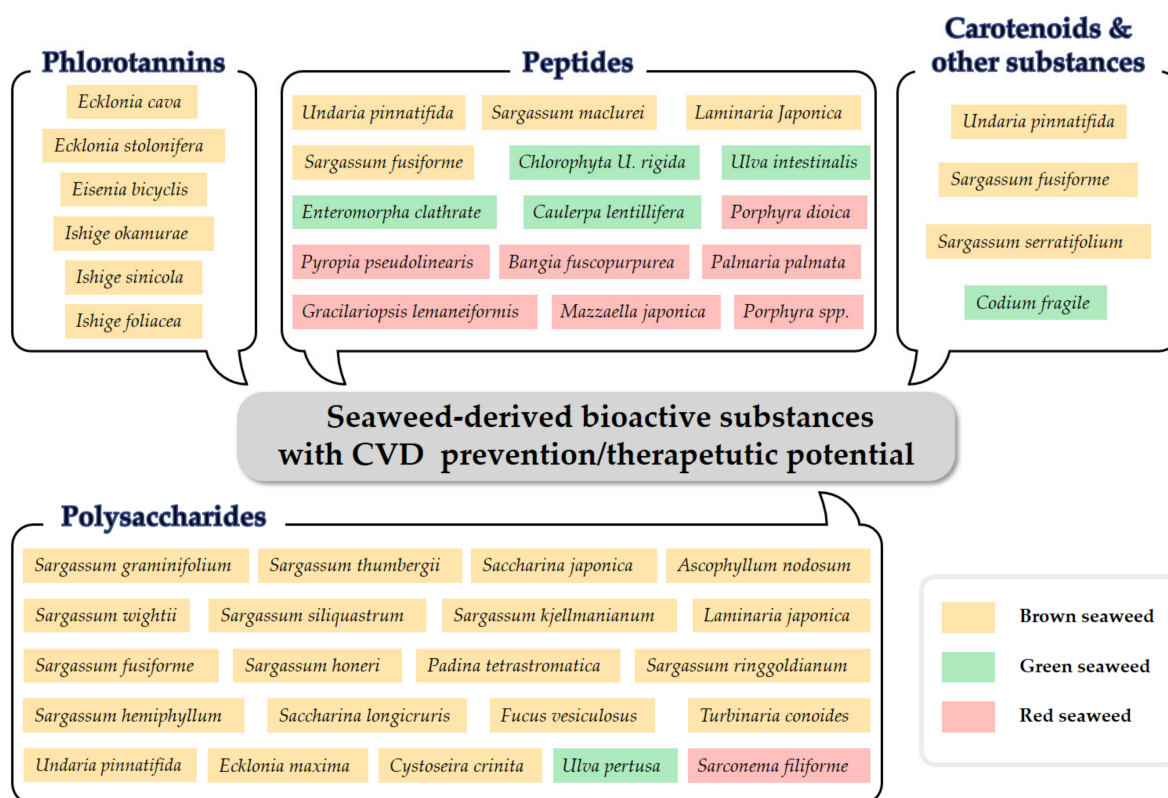 Phlorotannins
Ecklonia cava
Ecklonia stolonifera
Eisenia bicyclis
Ishige okamurae
Ishige sinicola
Ishige foliacea
Peptides
Undaria pinnatifida Sargassum maclurei Laminaria Japonica
Sargassum fusiforme Chlorophyta U. rigida Ulva intestinalis
Enteromorpha clathrate Caulerpa lentillifera Porphyra dioica
Pyropia pseudolinearis Bangia fuscopurpurea Palmaria palmata
Gracilariopsis lemaneiformis Mazzaella japonica Porphyra spp.
Carotenoids &
other substances
Undaria pinnatifida
Sargassum fusiforme
Sargassum serratifolium
Codium fragile
Seaweed-derived bioactive substances
with CVD prevention/therapetutic potential
Polysaccharides
Sargassum graminifolium Sargassum thumbergii Saccharina japonica Ascophyllum nodosum
Sargassum wightii Sargassum siliquastrum Sargassum kjellmanianum Laminaria japonica
Sargassum fusiforme Sargassum honeri Padina tetrastromatica Sargassum ringgoldianum
Sargassum hemiphyllum Saccharina longicruris Fucus vesiculosus Turbinaria conoides
Undaria pinnatifida Ecklonia maxima Cystoseira crinita Ulva pertusa Sarconema filiforme
Brown seaweed
Green seaweed
Red seaweed